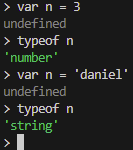 > var n = 3
undefined
> typeof n
'number'
> var n = 'daniel'
undefined
> typeof n
'string'
>